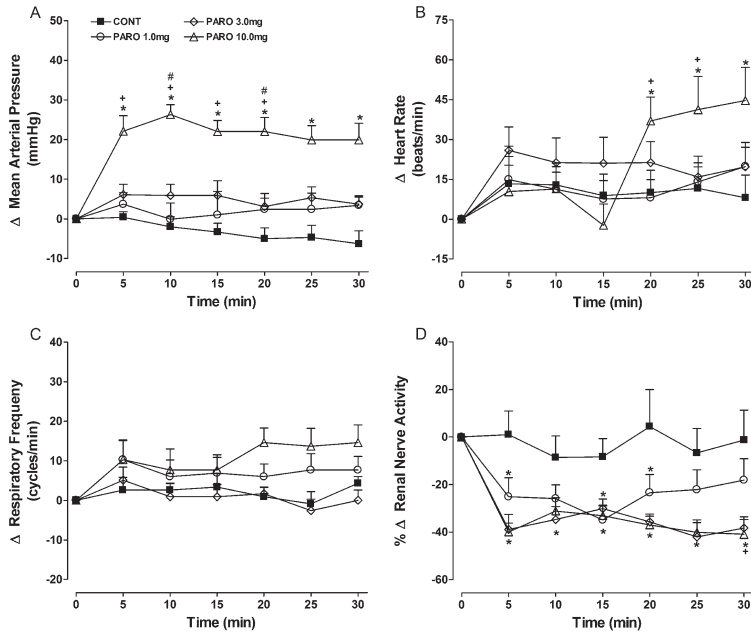 A
CONT
PARO 3.0mg
PARO 1.0mg
PARO 10.0mg
Δ Mean Arterial Pressure
(mmHg)
50
40
30
20
10
0
-10
+
*
#
+
*
+
*
#
+
*
*
*
0 5 10 15 20 25 30
Time (min)
B
Δ Heart Rate
(beats/min)
75
60
45
30
15
0
-15
+
*
+
*
*
0 5 10 15 20 25 30
Time (min)
C
Δ Respiratory Frequeny
(cycles/min)
40
30
20
10
0
-10
-20
0 5 10 15 20 25 30
Time (min)
D
% Δ Renal Nerve Activity
40
20
0
-20
-40
-60
* * *
* * * * * *
+
0 5 10 15 20 25 30
Time (min)